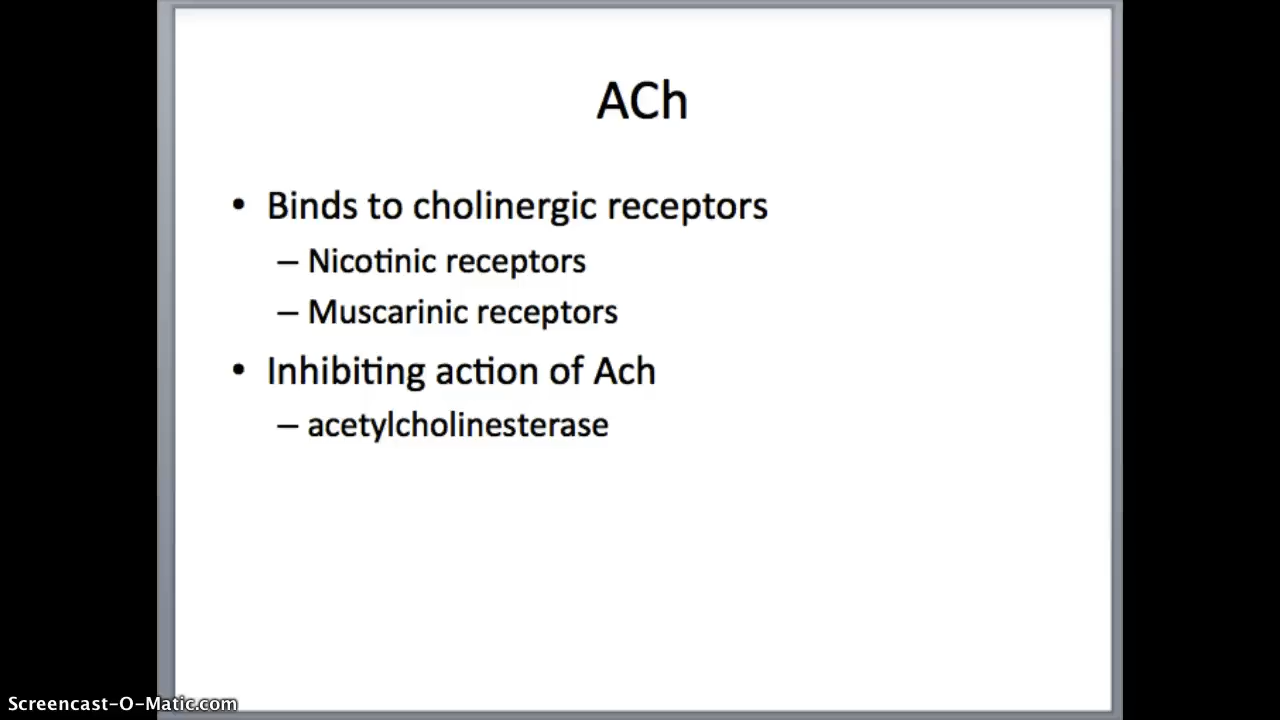 ACh
• Binds to cholinergic receptors
– Nicotinic receptors
– Muscarinic receptors
• Inhibiting action of Ach
– acetylcholinesterase
Screencast-O-Matic.com